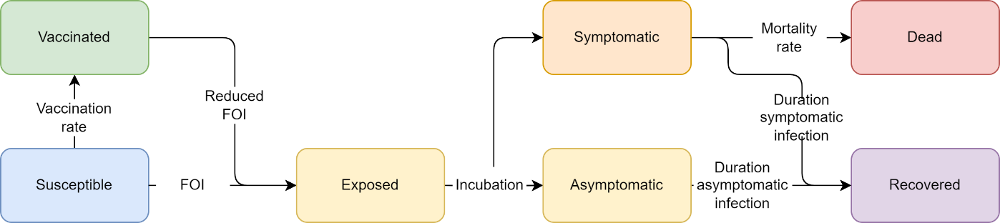 Vaccinated
Symptomatic
Mortality
rate
Dead
Vaccination
rate
Reduced
FOI
Duration
symptomatic
infection
Susceptible
FOI
Exposed
Incubation
Asymptomatic
Duration
asymptomatic
infection
Recovered